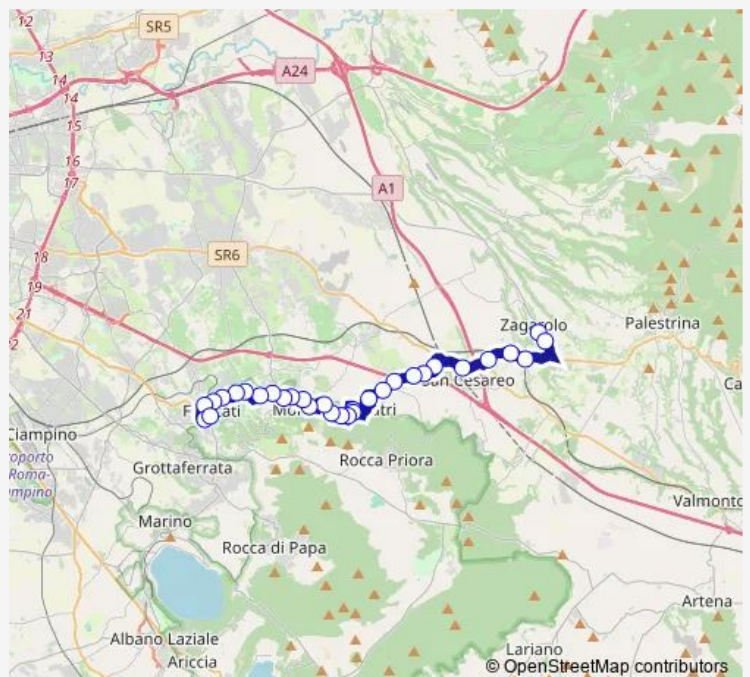 12
SR5
13
14
A24
14
14
15
16
17
A1
18
SR6
19
21
Zagarolo
Palestrina
San Cesareo
Ciampino
Grottaferrata
Rocca Priora
Marino
Valmonto
Rocca di Papa
Artena
Albano Laziale
Ariccia
Lariano
© OpenStreetMap contributors